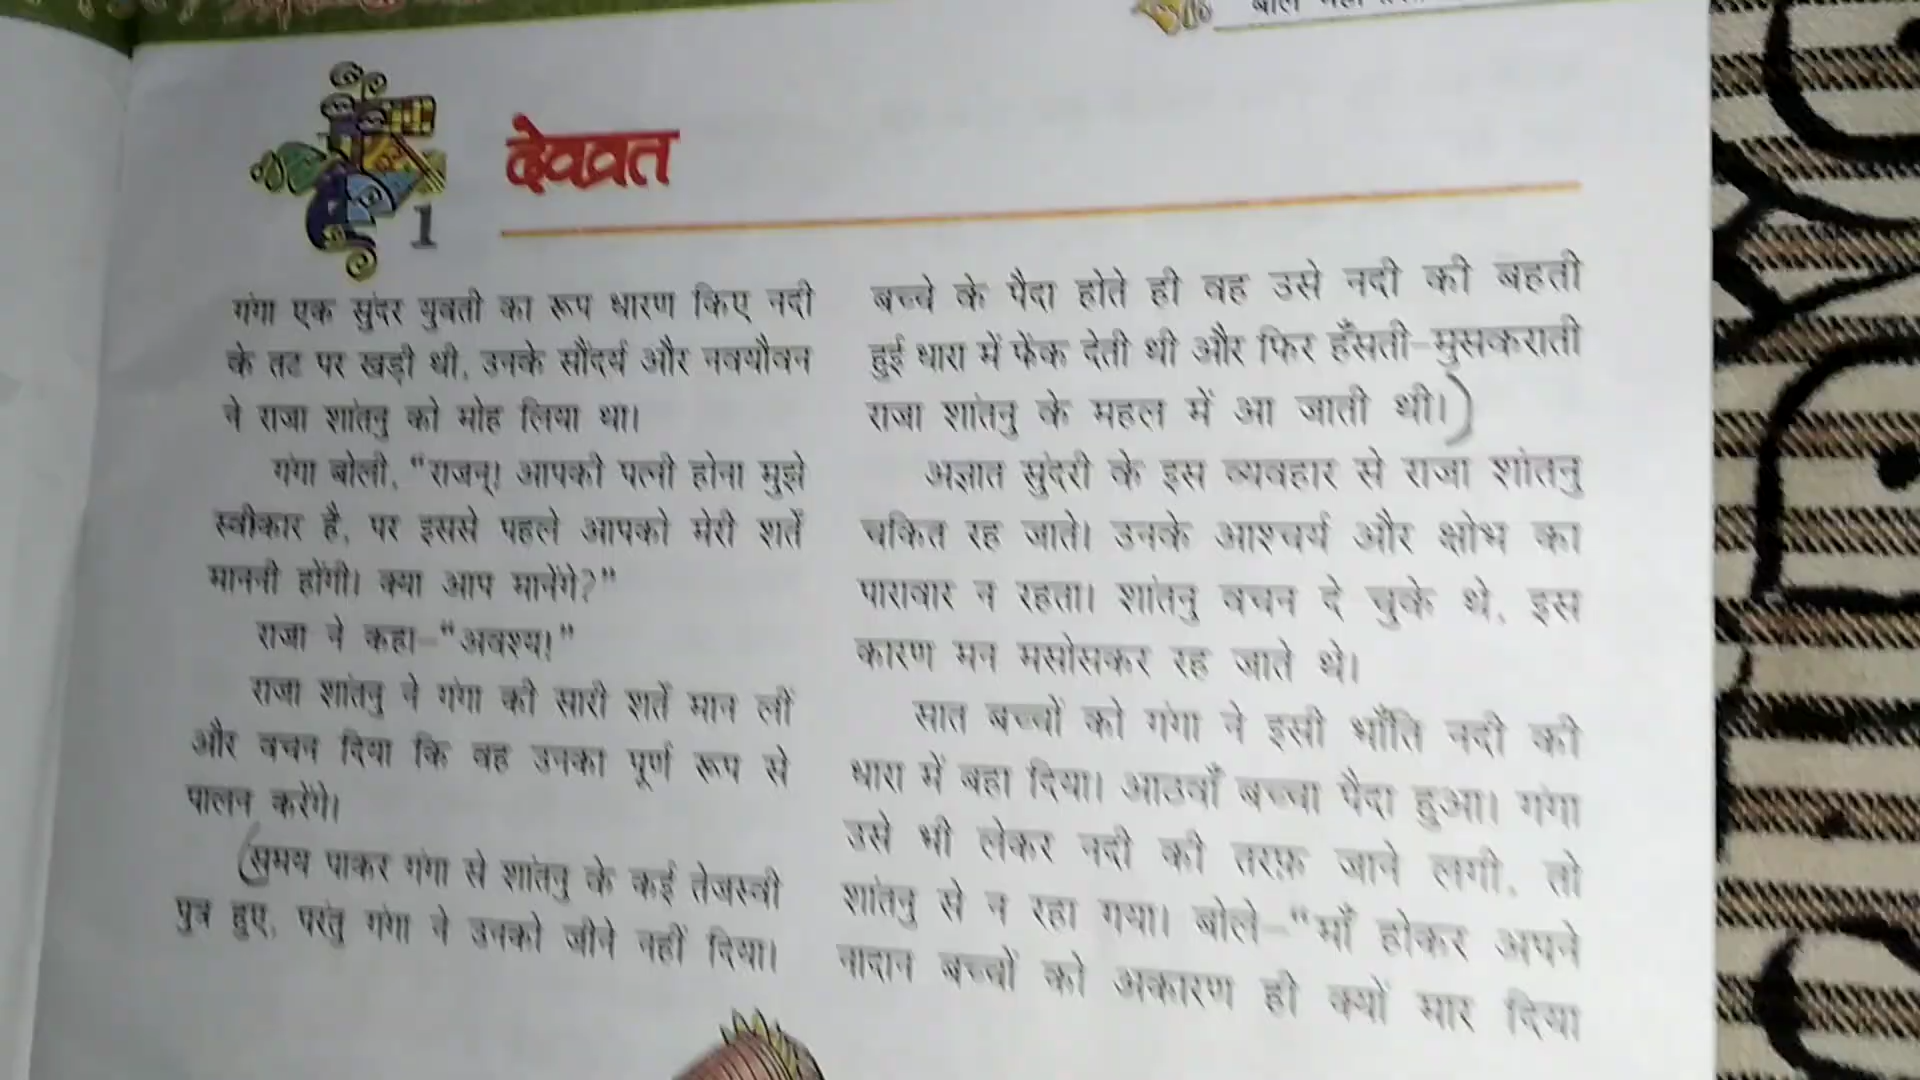 देवव्रत
1
गंगा एक सुंदर युवती का रूप धारण किए नदी
के तट पर खड़ी थी, उनके सौंदर्य और नवयौवन
ने राजा शांतनु को मोह लिया था।
गंगा बोली, "राजन्! आपकी पत्नी होना मुझे
स्वीकार है, पर इससे पहले आपको मेरी शर्तें
माननी होंगी। क्या आप मानेंगे?"
राजा ने कहा–"अवश्य!"
राजा शांतनु ने गंगा की सारी शर्तें मान लीं
और वचन दिया कि वह उनका पूर्ण रूप से
पालन करेंगे।
(समय पाकर गंगा से शांतनु के कई तेजस्वी
पुत्र हुए, परंतु गंगा ने उनको जीने नहीं दिया।
बच्चे के पैदा होते ही वह उसे नदी की बहती
हुई धारा में फेंक देती थी और फिर हँसती-मुसकराती
राजा शांतनु के महल में आ जाती थी।)
अज्ञात सुंदरी के इस व्यवहार से राजा शांतनु
चकित रह जाते। उनके आश्चर्य और क्षोभ का
पारावार न रहता। शांतनु वचन दे चुके थे, इस
कारण मन मसोसकर रह जाते थे।
सात बच्चों को गंगा ने इसी भाँति नदी की
धारा में बहा दिया। आठवाँ बच्चा पैदा हुआ। गंगा
उसे भी लेकर नदी की तरफ़ जाने लगी, तो
शांतनु से न रहा गया। बोले–"माँ होकर अपने
नादान बच्चों को अकारण ही क्यों मार दिया